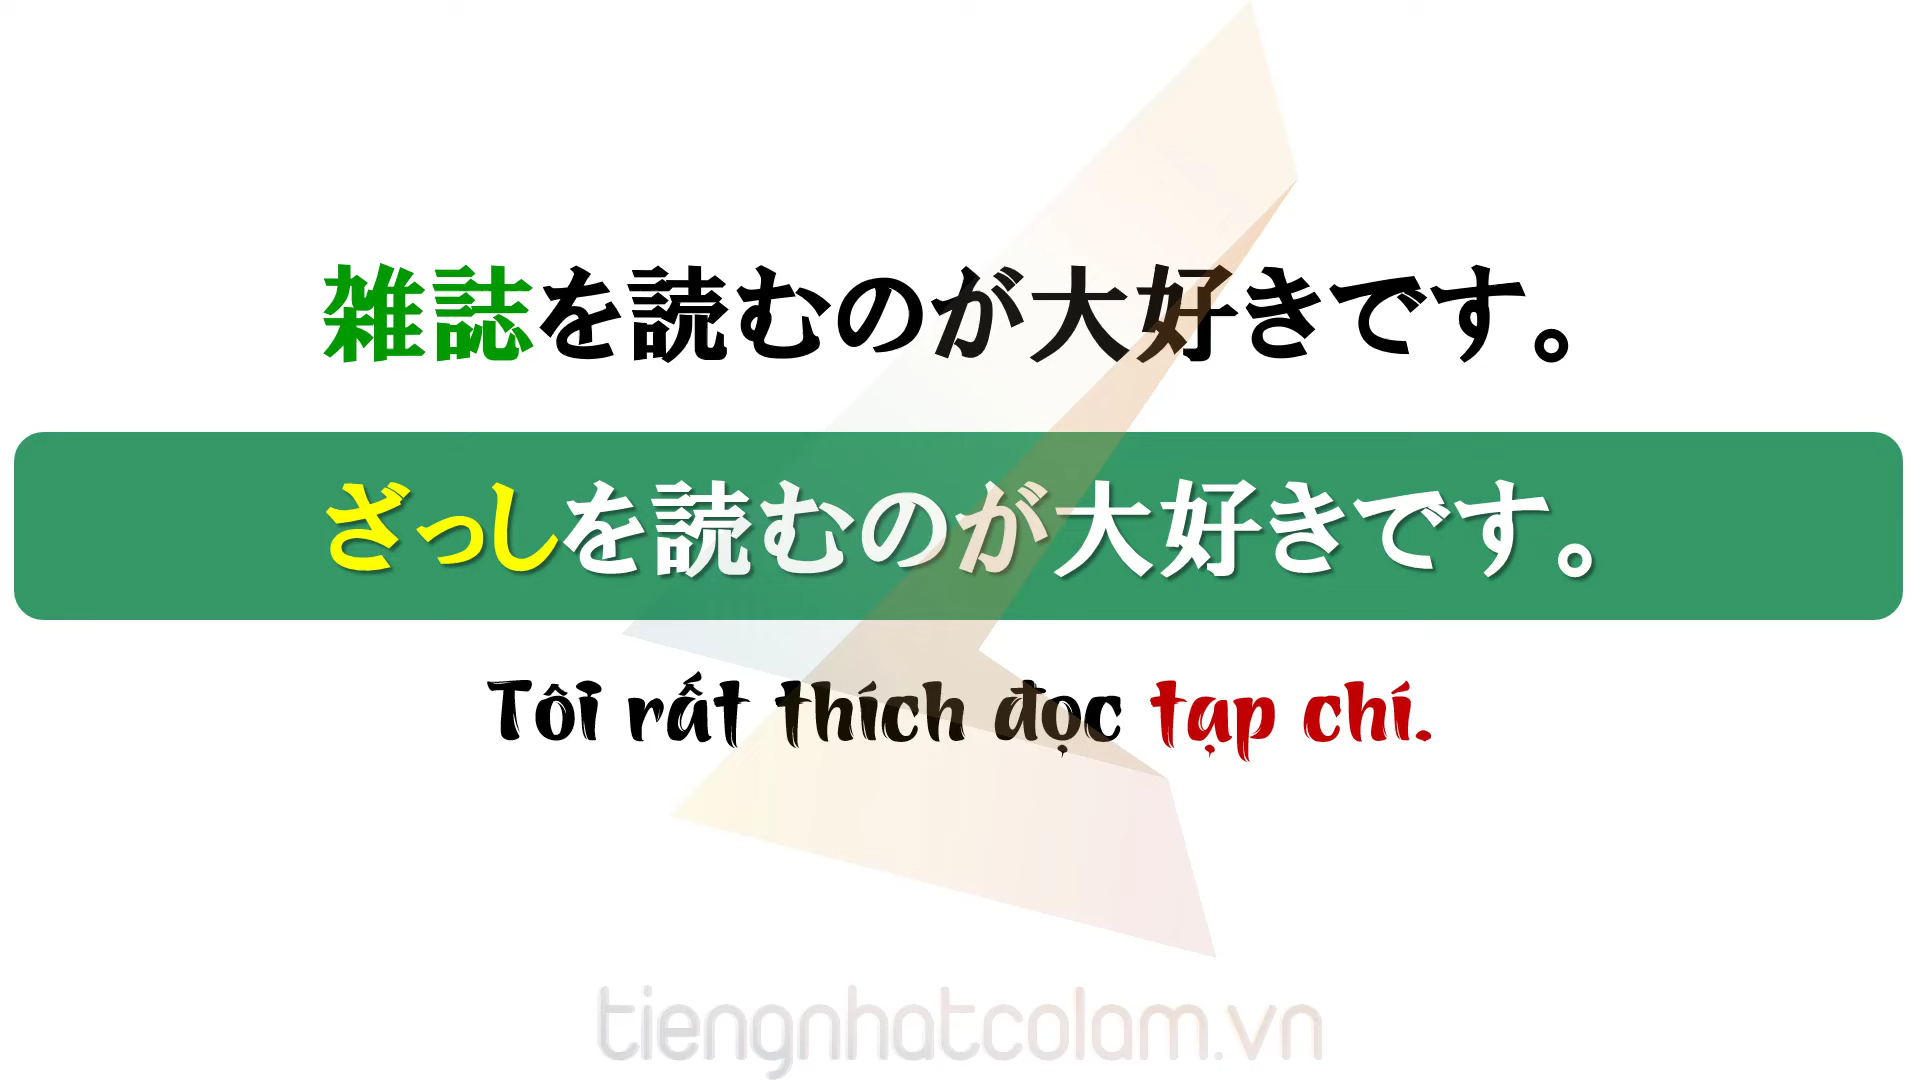 雑誌を読むのが大好きです。
ざっしを読むのが大好きです。
Tôi rất thích đọc tạp chí.
tiengnhatcolam.vn